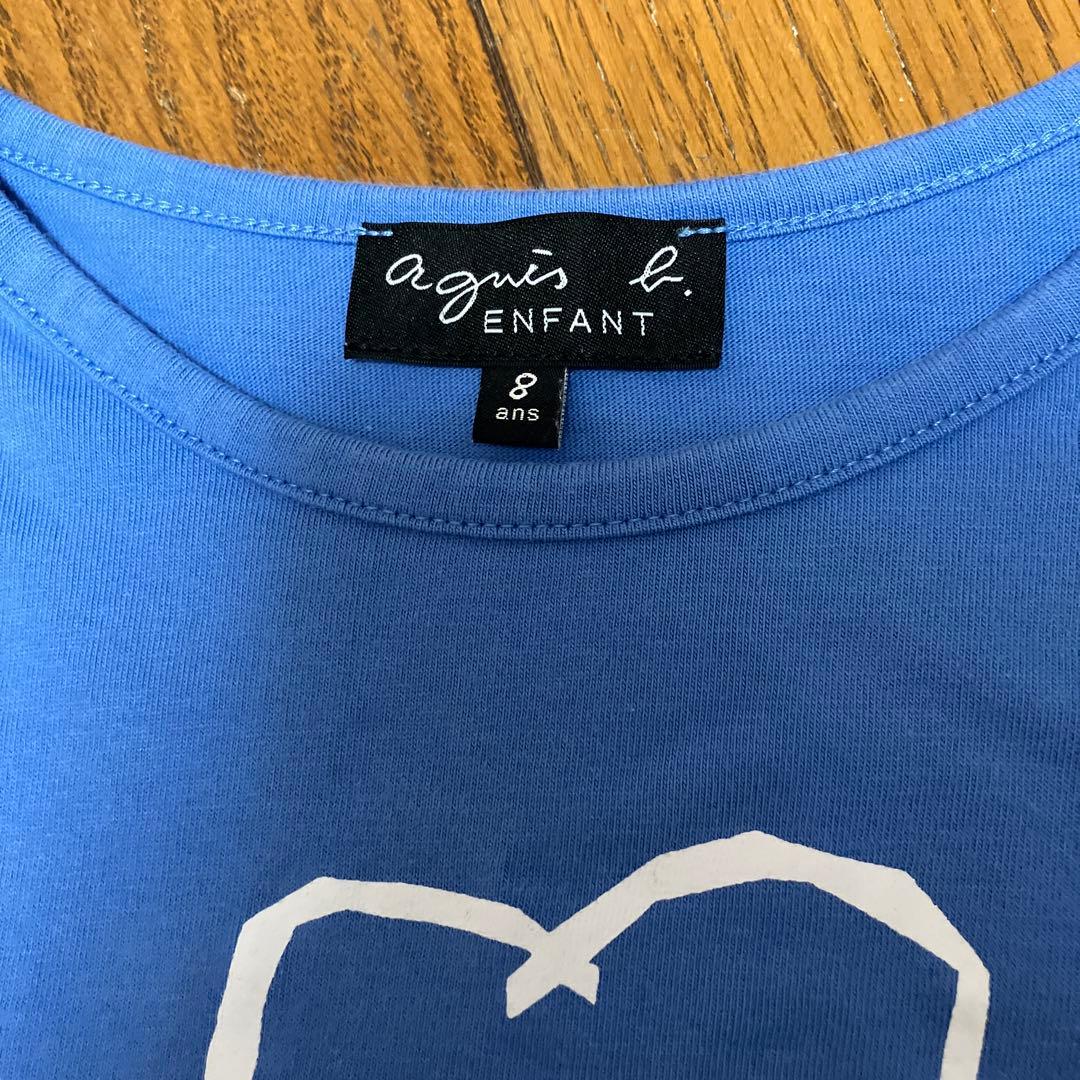 agnès b.
ENFANT
8
ans